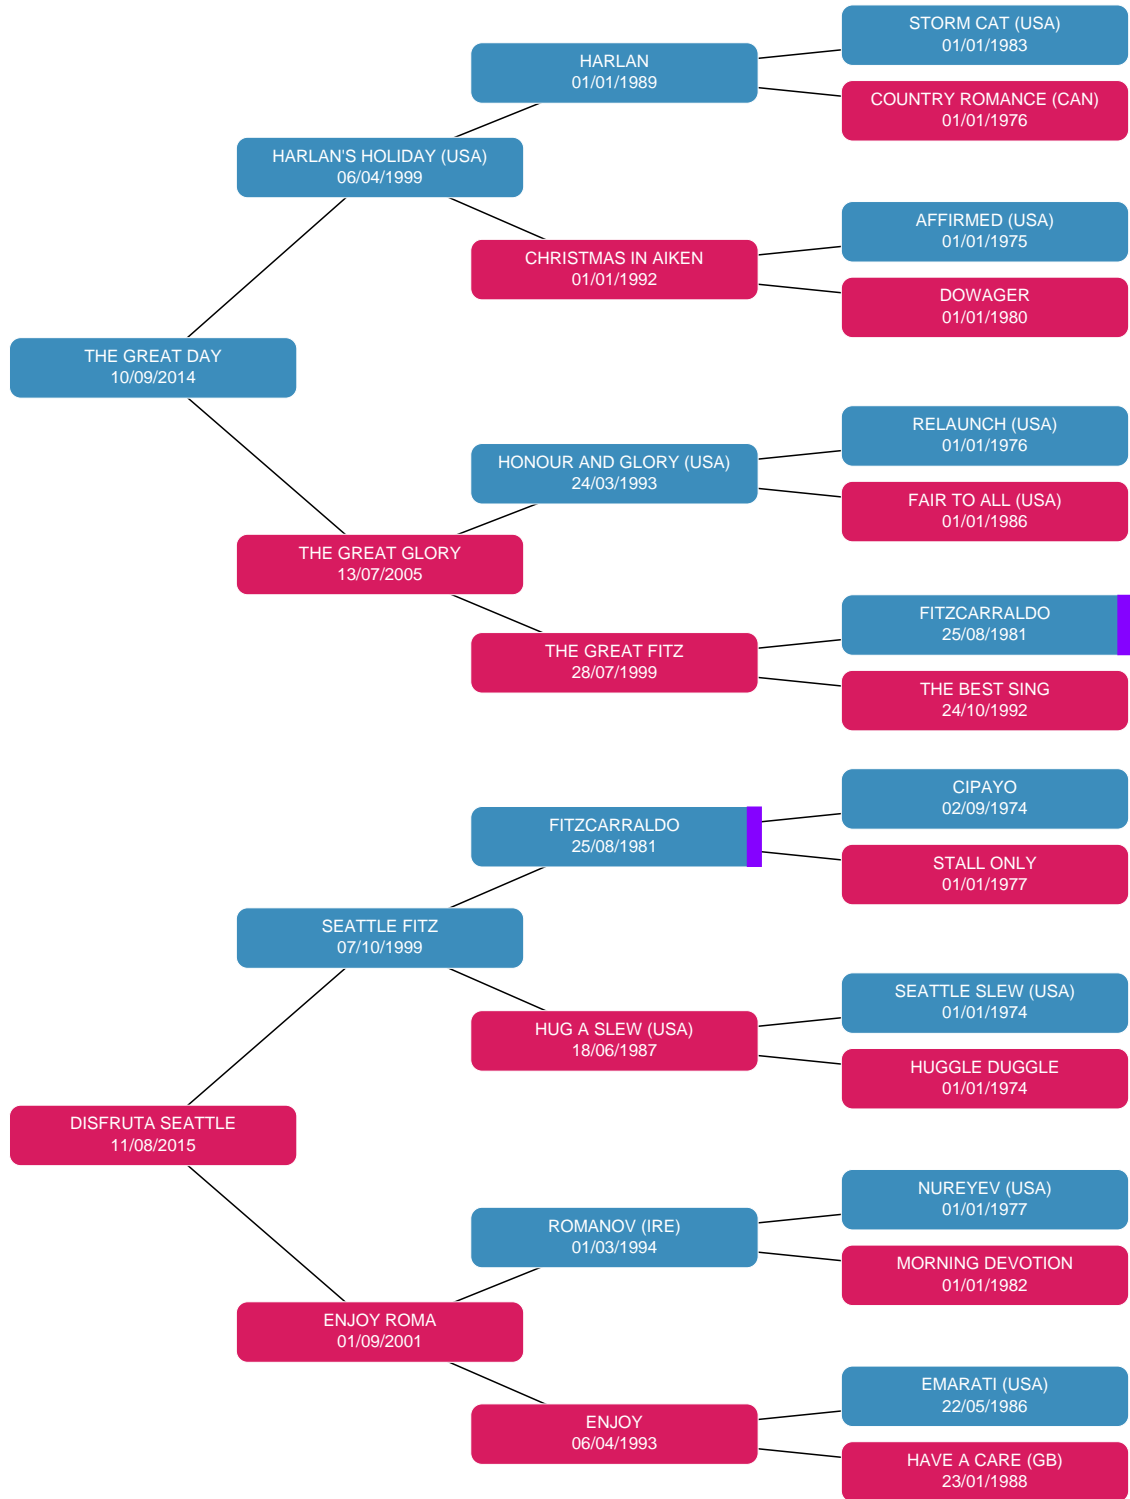 STORM CAT (USA)
01/01/1983
HARLAN
01/01/1989
COUNTRY ROMANCE (CAN)
01/01/1976
HARLAN'S HOLIDAY (USA)
06/04/1999
AFFIRMED (USA)
01/01/1975
CHRISTMAS IN AIKEN
01/01/1992
DOWAGER
01/01/1980
THE GREAT DAY
10/09/2014
RELAUNCH (USA)
01/01/1976
HONOUR AND GLORY (USA)
24/03/1993
FAIR TO ALL (USA)
01/01/1986
THE GREAT GLORY
13/07/2005
FITZCARRALDO
25/08/1981
THE GREAT FITZ
28/07/1999
THE BEST SING
24/10/1992
CIPAYO
02/09/1974
FITZCARRALDO
25/08/1981
STALL ONLY
01/01/1977
SEATTLE FITZ
07/10/1999
SEATTLE SLEW (USA)
01/01/1974
HUG A SLEW (USA)
18/06/1987
HUGGLE DUGGLE
01/01/1974
DISFRUTA SEATTLE
11/08/2015
NUREYEV (USA)
01/01/1977
ROMANOV (IRE)
01/03/1994
MORNING DEVOTION
01/01/1982
ENJOY ROMA
01/09/2001
EMARATI (USA)
22/05/1986
ENJOY
06/04/1993
HAVE A CARE (GB)
23/01/1988